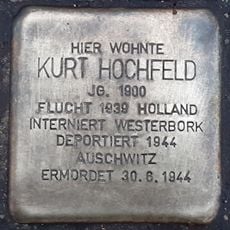 HIER WOHNTE
KURT HOCHFELD
JG. 1900
FLUCHT 1939 HOLLAND
INTERNIERT WESTERBORK
DEPORTIERT 1944
AUSCHWITZ
ERMORDET 30.6.1944